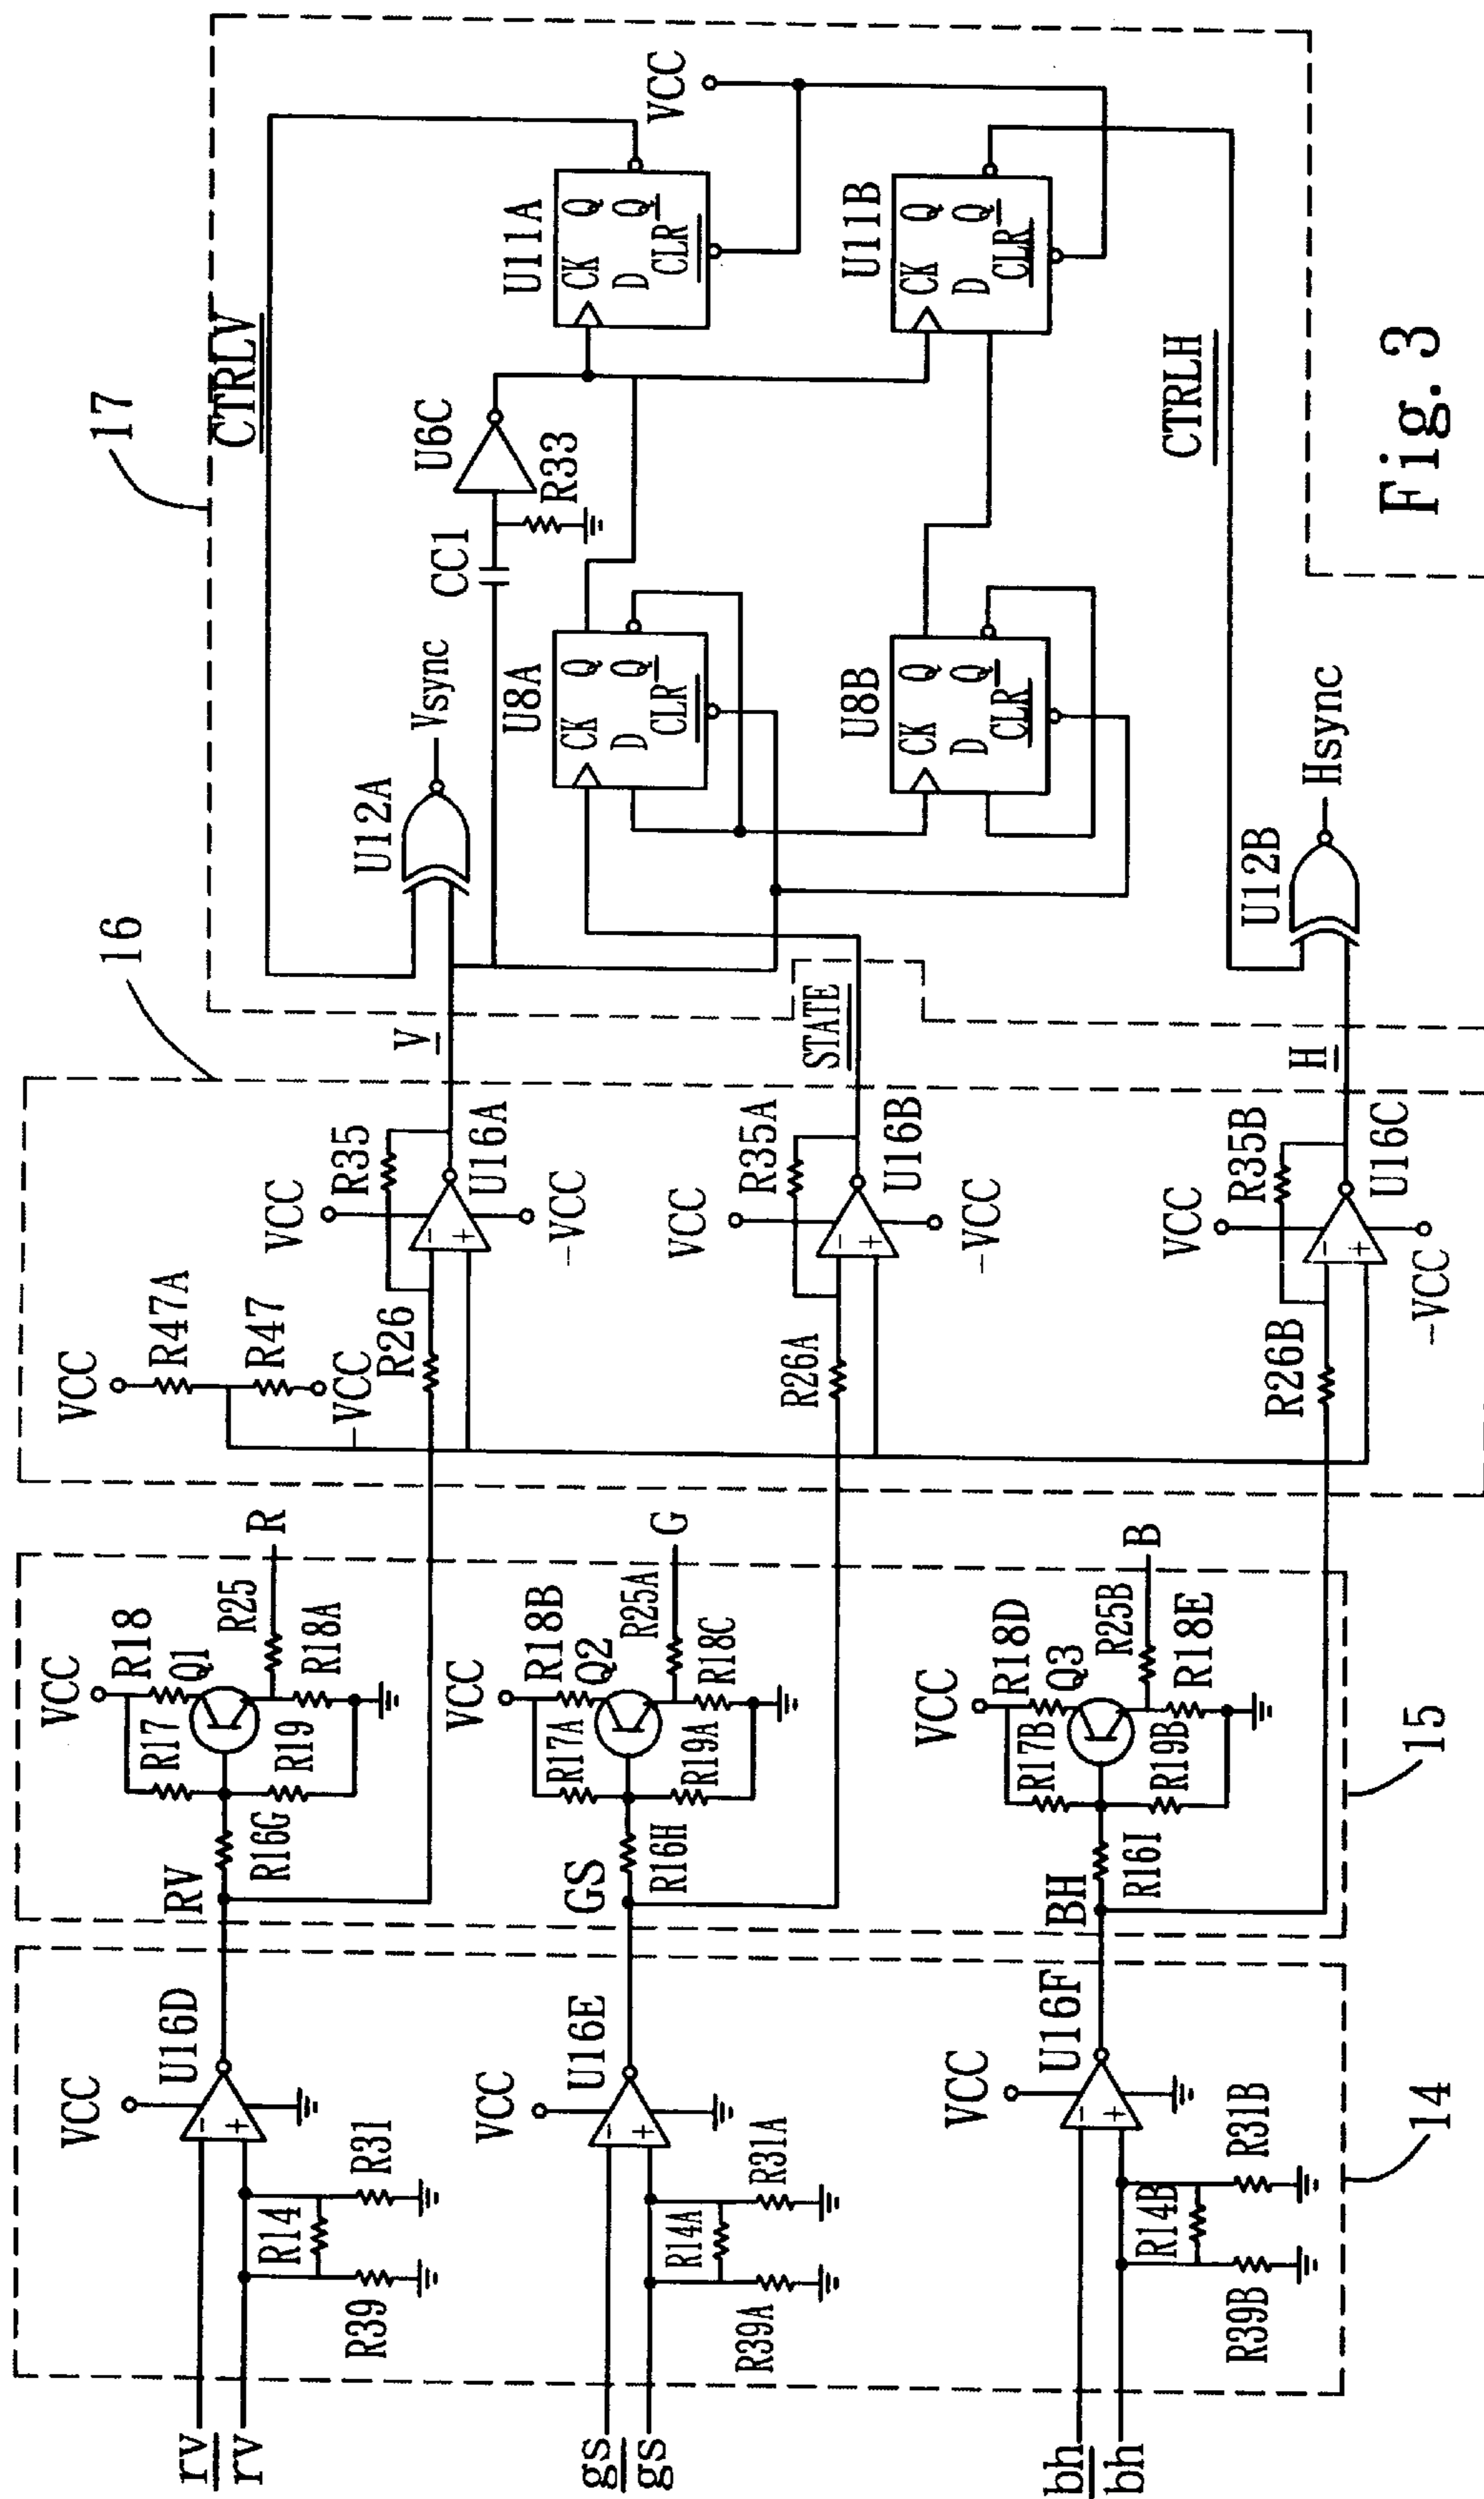 rv
rv
gs
gs
bh
bh
VCC
U16D
R14
R31
R39
VCC
U16E
R14A
R31A
R39A
VCC
U16F
R14B
R31B
R39B
14
RV
R16G
VCC
R17
R18
Q1
R19
R25
R18A
R
GS
R16H
VCC
R17A
R18B
Q2
R19A
R25A
R18C
G
BH
R16I
VCC
R17B
R18D
Q3
R19B
R25B
R18E
B
15
VCC
R47A
R47
-VCC
R26
VCC
R35
U16A
-VCC
R26A
VCC
R35A
U16B
-VCC
R26B
VCC
R35B
U16C
-VCC
16
V
STATE
H
17
CTRLV
U12A
Vsync
CC1
U6C
R33
U8A
CK Q
D Q
CLR
U11A
CK Q
D Q
CLR
VCC
U8B
CK Q
D Q
CLR
U11B
CK Q
D Q
CLR
CTRLH
U12B
Hsync
Fig. 3